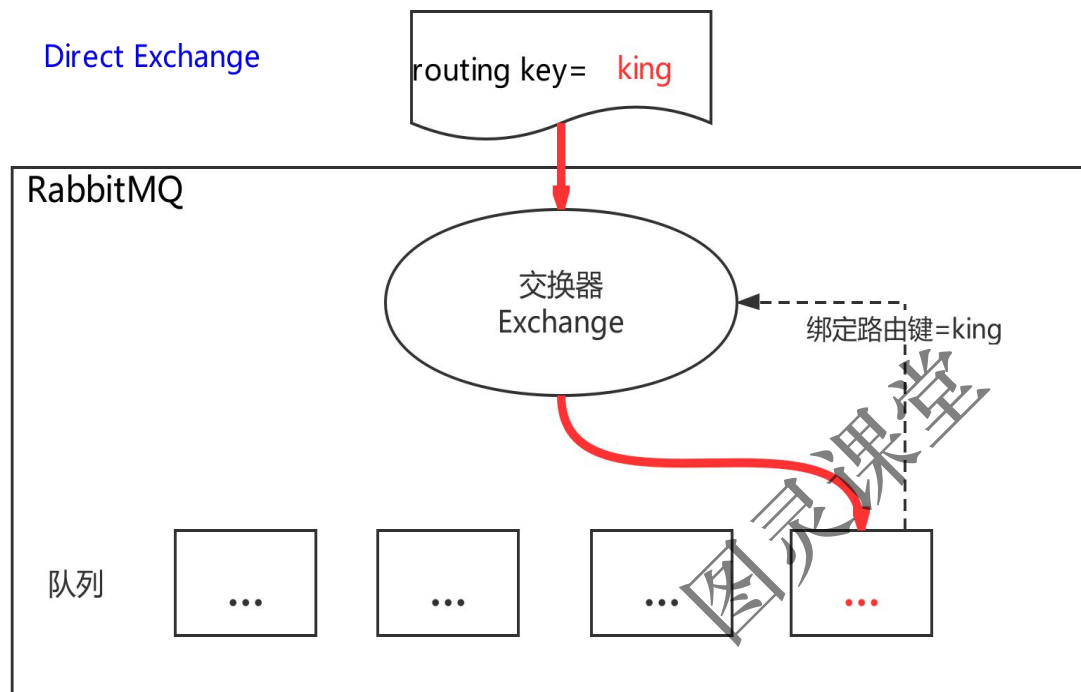 Direct Exchange
routing key= king
RabbitMQ
交换器
Exchange
绑定路由键=king
队列
...
...
...
...
图灵课堂